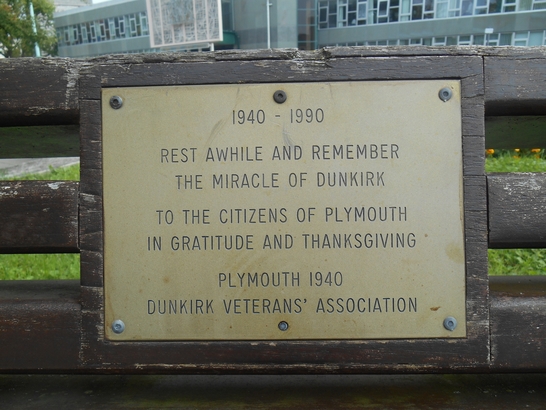 1940 - 1990
REST AWHILE AND REMEMBER
THE MIRACLE OF DUNKIRK
TO THE CITIZENS OF PLYMOUTH
IN GRATITUDE AND THANKSGIVING
PLYMOUTH 1940
DUNKIRK VETERANS' ASSOCIATION